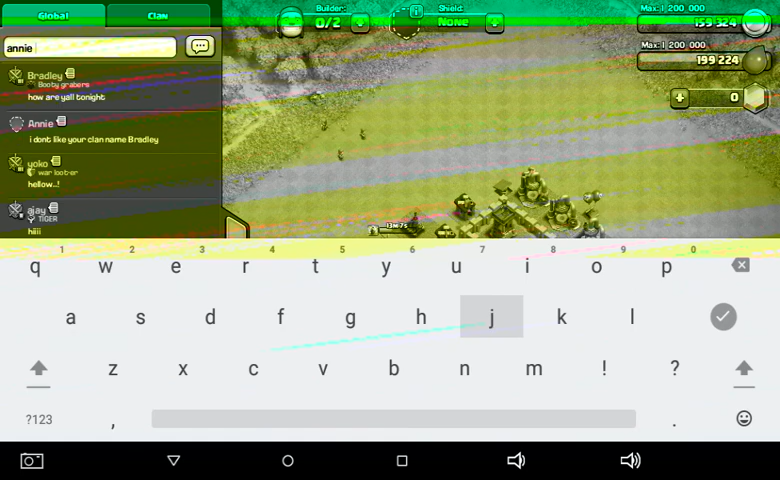 Global Clan
Builder:
0/2
Shield:
None
Max: 1 200 000
159 324
Max: 1 200 000
199 224
0
annie
Bradley
Booty grabers
how are yall tonight
Annie
i dont like your clan name Bradley
yoko
war looter
hellow..!
ajay
TIGER
hiiii
13M 7s
1 2 3 4 5 6 7 8 9 0
q w e r t y u i o p
a s d f g h j k l
z x c v b n m ! ?
?123 , .